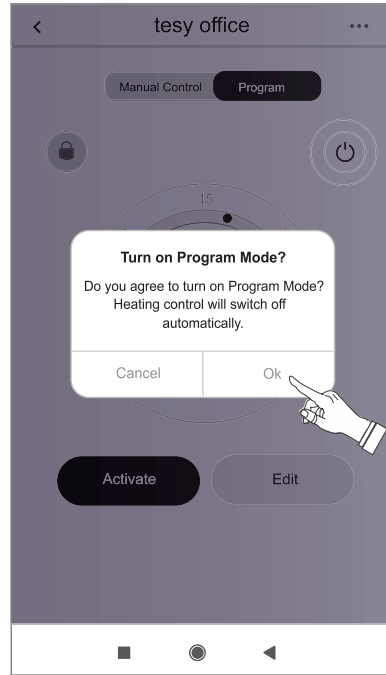 tesy office
Manual Control Program
15
Turn on Program Mode?
Do you agree to turn on Program Mode?
Heating control will switch off
automatically.
Cancel Ok
Activate Edit